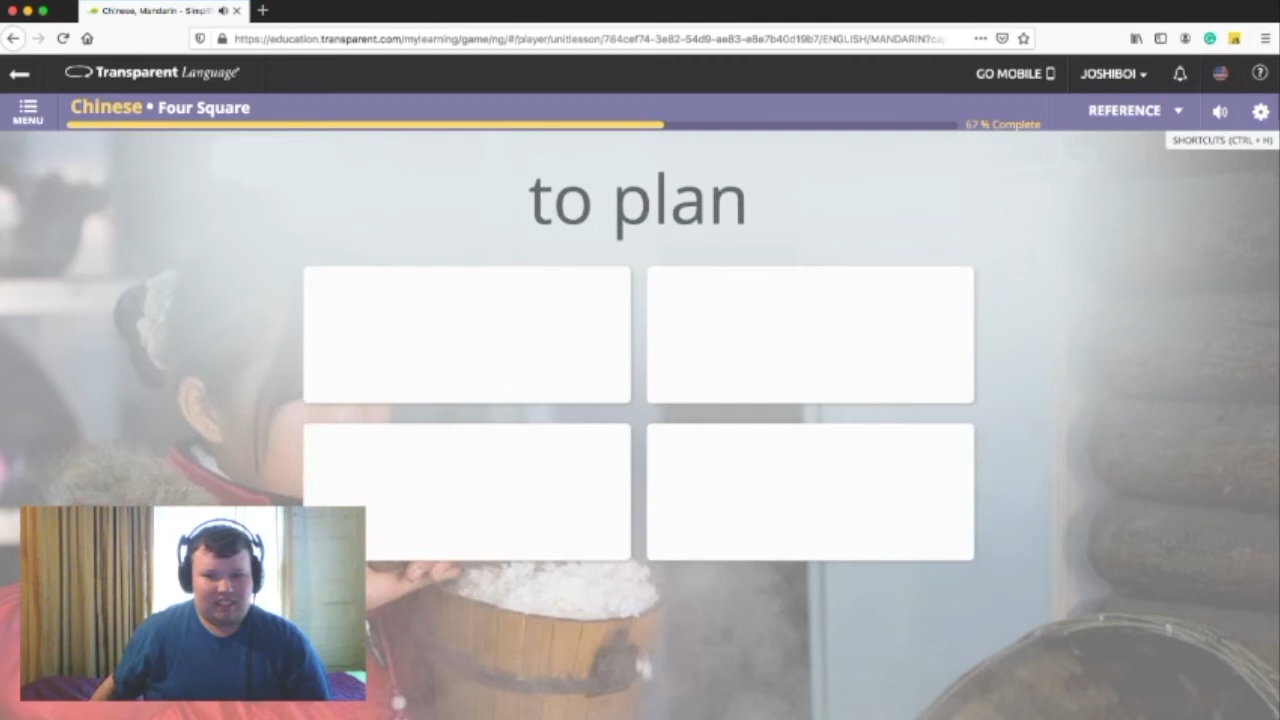 Chinese, Mandarin - Simpl
https://education.transparent.com/mylearning/game/ng/#/player/unitlesson/784cef74-3e82-54d9-ae83-e8e7b40d19b7/ENGLISH/MANDARIN?
Transparent Language
GO MOBILE
JOSHIBOI
MENU
Chinese • Four Square
67 % Complete
REFERENCE
SHORTCUTS (CTRL + H)
to plan